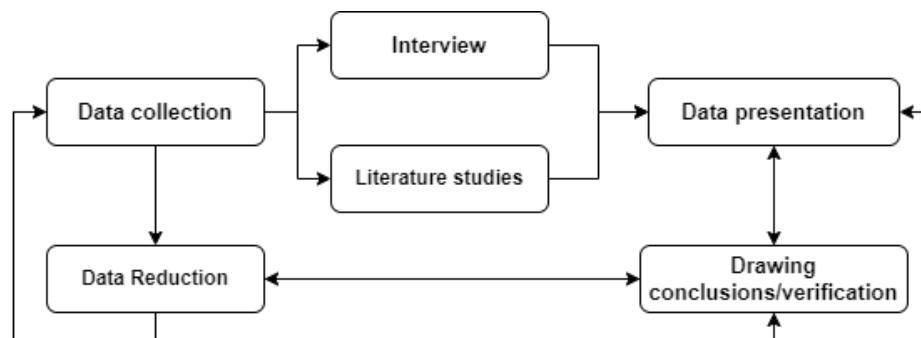 Interview
Data collection
Data presentation
Literature studies
Data Reduction
Drawing
conclusions/verification